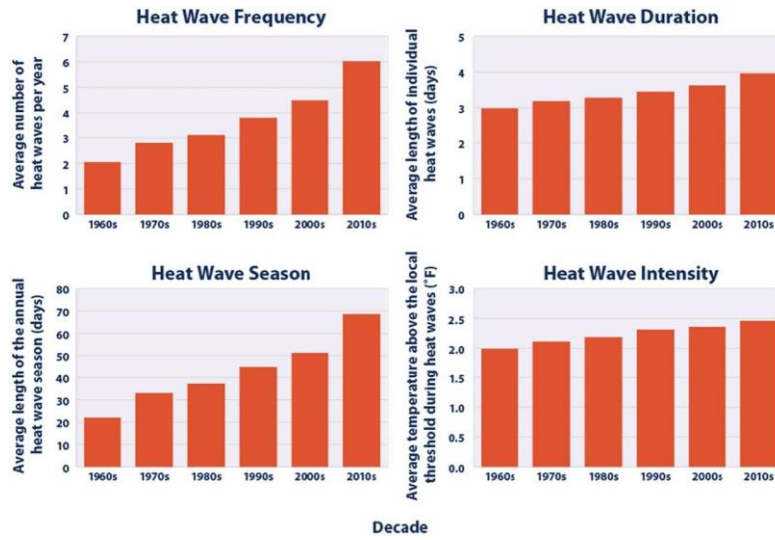 Heat Wave Frequency
Average number of
heat waves per year
7
6
5
4
3
2
1
0
1960s 1970s 1980s 1990s 2000s 2010s
Heat Wave Duration
Average length of individual
heat waves (days)
5
4
3
2
1
0
1960s 1970s 1980s 1990s 2000s 2010s
Heat Wave Season
Average length of the annual
heat wave season (days)
80
70
60
50
40
30
20
10
0
1960s 1970s 1980s 1990s 2000s 2010s
Heat Wave Intensity
Average temperature above the local
threshold during heat waves (°F)
3.0
2.5
2.0
1.5
1.0
0.5
0.0
1960s 1970s 1980s 1990s 2000s 2010s
Decade